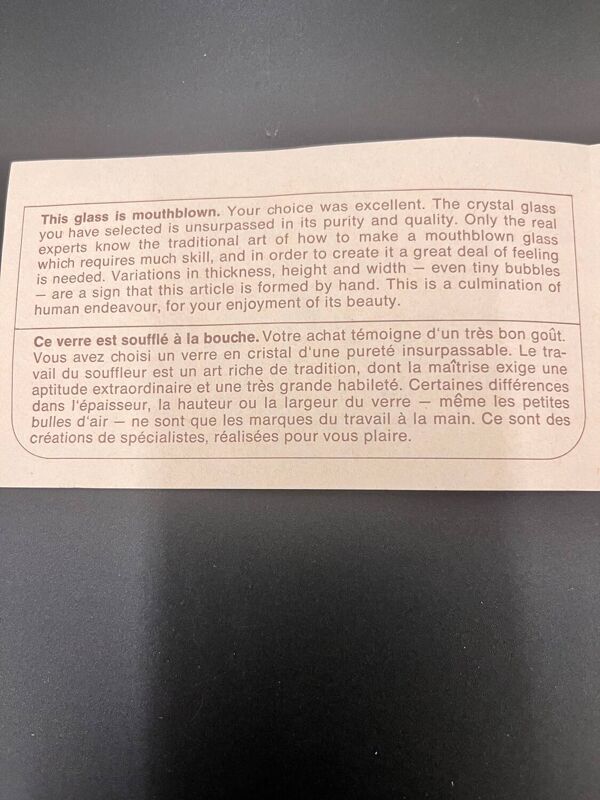 This glass is mouthblown. Your choice was excellent. The crystal glass
you have selected is unsurpassed in its purity and quality. Only the real
experts know the traditional art of how to make a mouthblown glass
which requires much skill, and in order to create it a great deal of feeling
is needed. Variations in thickness, height and width — even tiny bubbles
— are a sign that this article is formed by hand. This is a culmination of
human endeavour, for your enjoyment of its beauty.
Ce verre est soufflé à la bouche. Votre achat témoigne d‘un très bon goût.
Vous avez choisi un verre en cristal d‘une pureté insurpassable. Le tra-
vail du souffleur est un art riche de tradition, dont la maîtrise exige une
aptitude extraordinaire et une très grande habileté. Certaines différences
dans l‘épaisseur, la hauteur ou la largeur du verre — même les petites
bulles d‘air — ne sont que les marques du travail à la main. Ce sont des
créations de spécialistes, réalisées pour vous plaire.